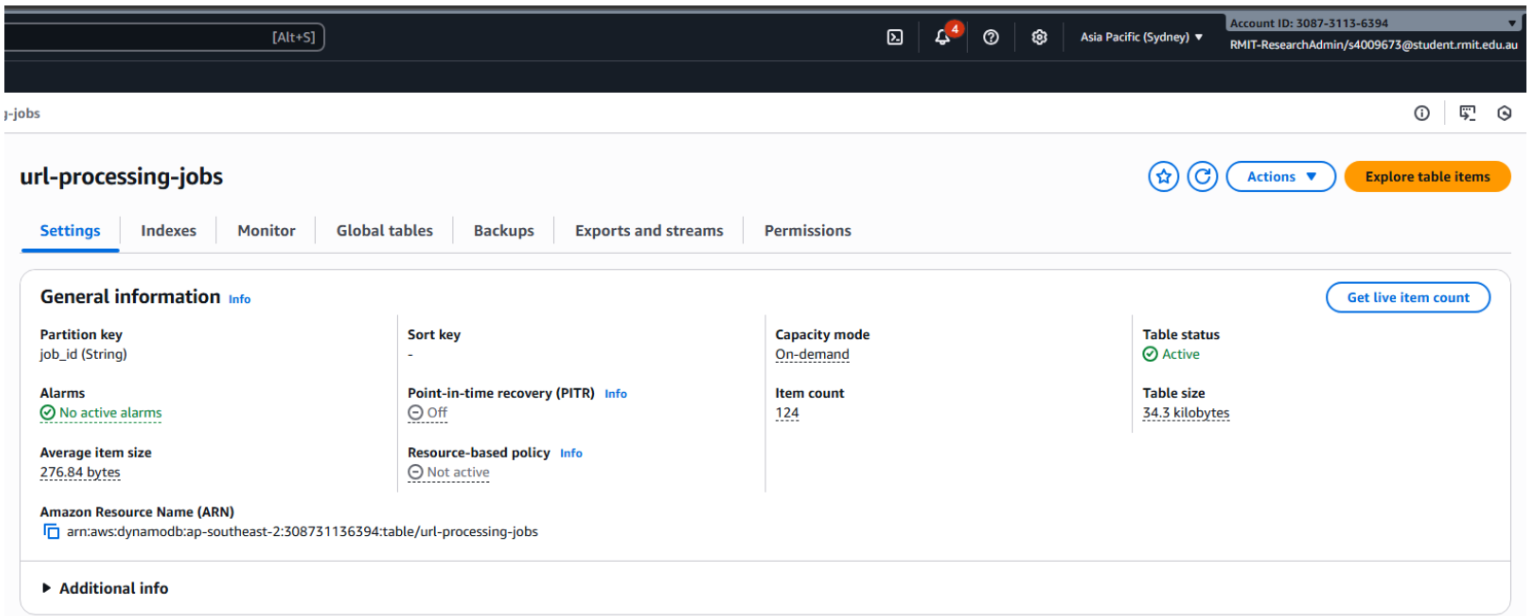 [Alt+S]
4
Asia Pacific (Sydney)
Account ID: 3087-3113-6394
RMIT-ResearchAdmin/s4009673@student.rmit.edu.au
g-jobs
url-processing-jobs
Actions
Explore table items
Settings
Indexes
Monitor
Global tables
Backups
Exports and streams
Permissions
General information Info
Get live item count
Partition key
job_id (String)
Sort key
-
Capacity mode
On-demand
Table status
Active
Alarms
No active alarms
Point-in-time recovery (PITR) Info
Off
Item count
124
Table size
34.3 kilobytes
Average item size
276.84 bytes
Resource-based policy Info
Not active
Amazon Resource Name (ARN)
arn:aws:dynamodb:ap-southeast-2:308731136394:table/url-processing-jobs
Additional info